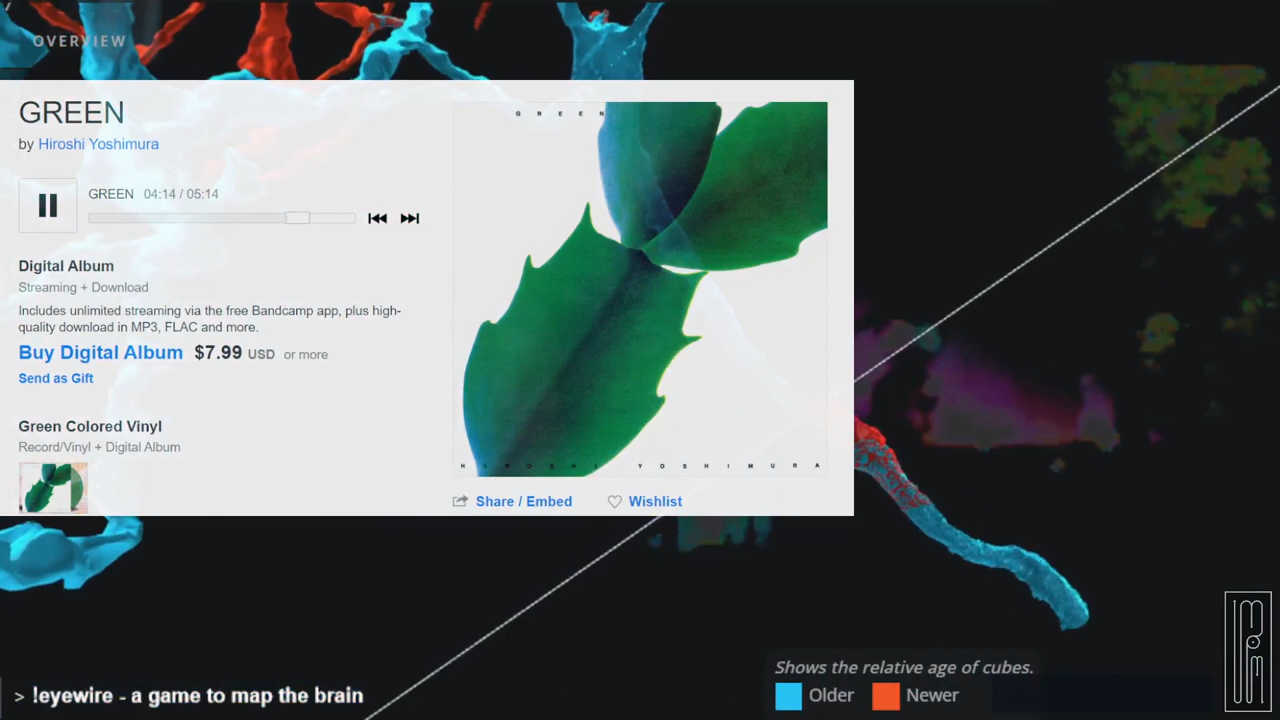 OVERVIEW
GREEN
by Hiroshi Yoshimura
GREEN 04:14 / 05:14
Digital Album
Streaming + Download
Includes unlimited streaming via the free Bandcamp app, plus high-
quality download in MP3, FLAC and more.
Buy Digital Album $7.99 USD or more
Send as Gift
Green Colored Vinyl
Record/Vinyl + Digital Album
GREEN
HIROSHI YOSHIMURA
Share / Embed Wishlist
> !eyewire - a game to map the brain
Shows the relative age of cubes.
Older Newer